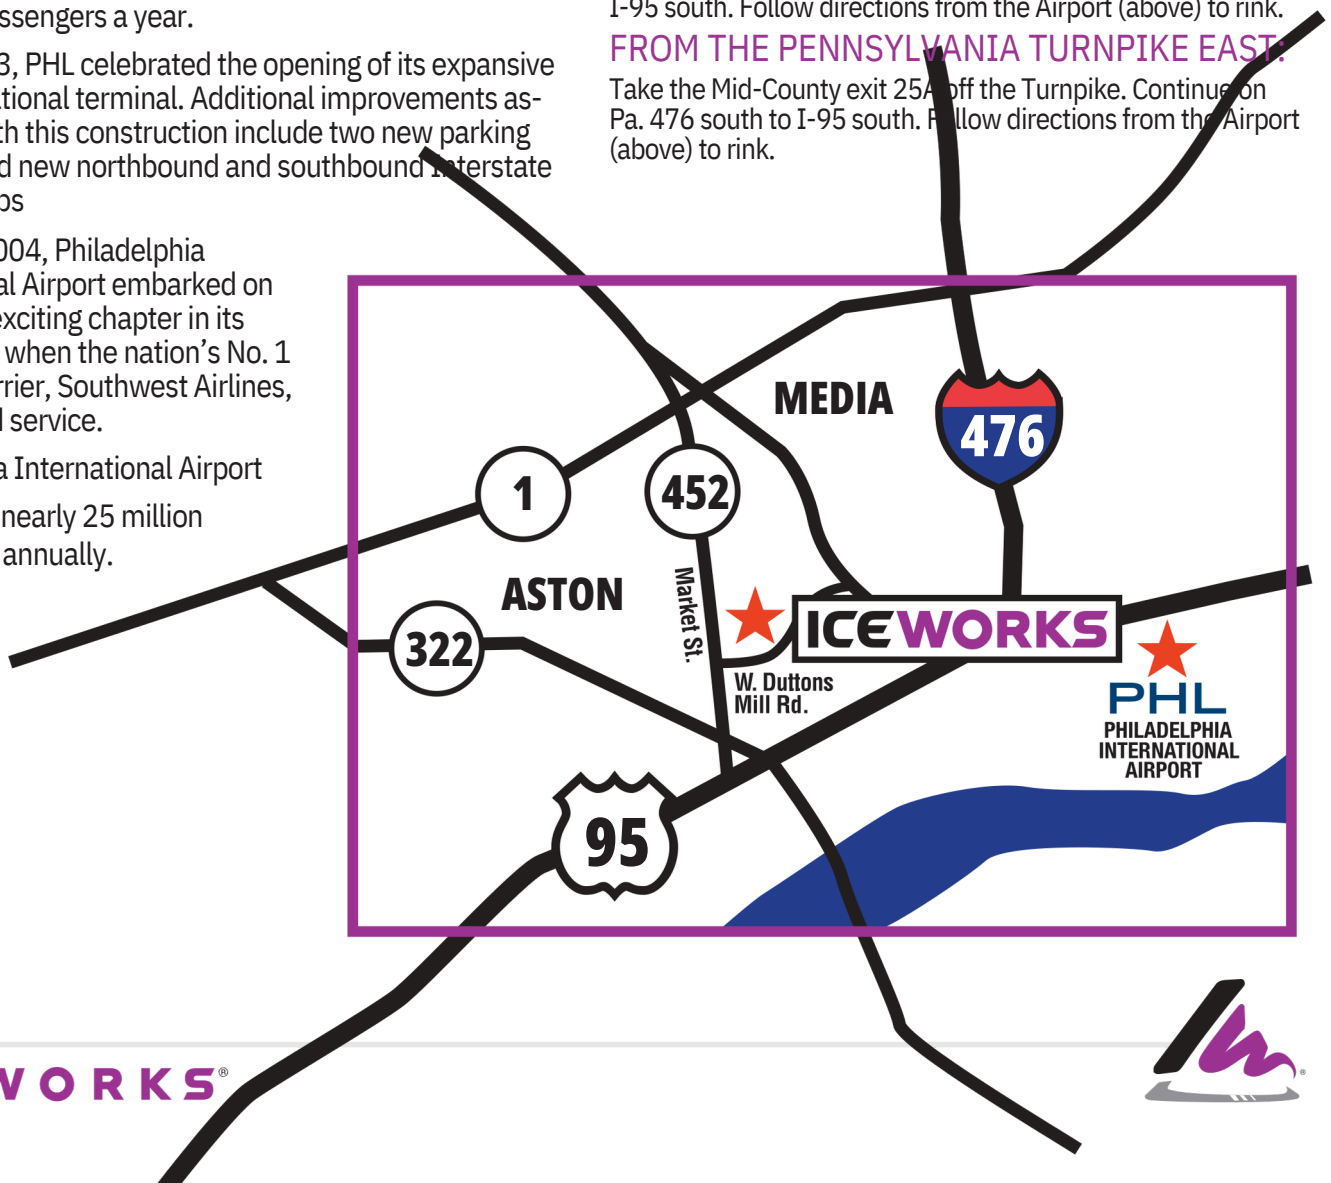 ssengers a year.
3, PHL celebrated the opening of its expansive
tional terminal. Additional improvements as-
th this construction include two new parking
d new northbound and southbound Interstate
ps
004, Philadelphia
al Airport embarked on
exciting chapter in its
when the nation's No. 1
rrier, Southwest Airlines,
d service.
a International Airport
nearly 25 million
annually.
I-95 south. Follow directions from the Airport (above) to rink.
FROM THE PENNSYLVANIA TURNPIKE EAST:
Take the Mid-County exit 25A off the Turnpike. Continue on
Pa. 476 south to I-95 south. Follow directions from the Airport
(above) to rink.
MEDIA
476
1
452
ASTON
Market St.
322
ICEWORKS
W. Duttons
Mill Rd.
PHL
PHILADELPHIA
INTERNATIONAL
AIRPORT
95
WORKS®
®